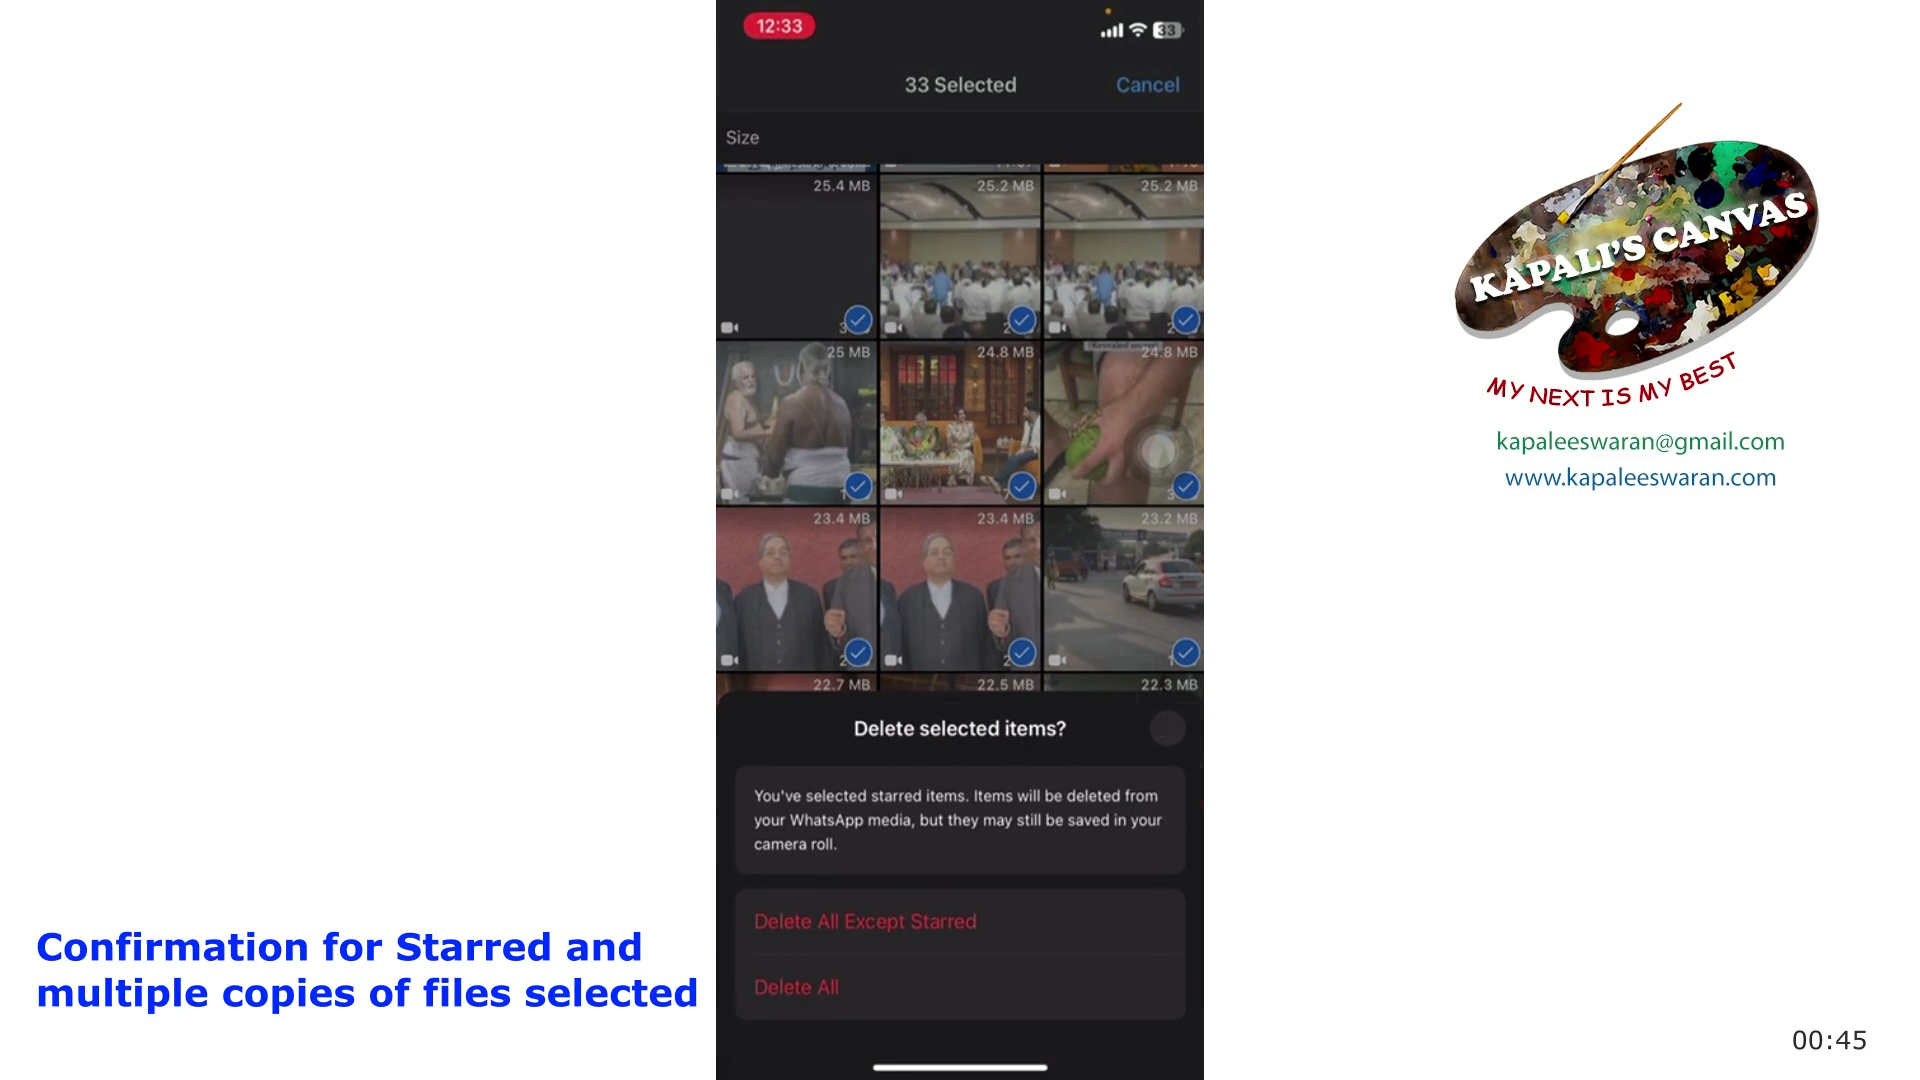 12:33
33
33 Selected
Cancel
Size
25.4 MB
25.2 MB
25.2 MB
25 MB
24.8 MB
24.8 MB
23.4 MB
23.4 MB
23.2 MB
22.7 MB
22.5 MB
22.3 MB
Delete selected items?
You've selected starred items. Items will be deleted from
your WhatsApp media, but they may still be saved in your
camera roll.
Delete All Except Starred
Delete All
Confirmation for Starred and
multiple copies of files selected
KAPALI'S CANVAS
MY NEXT IS MY BEST
kapaleeswaran@gmail.com
www.kapaleeswaran.com
00:45